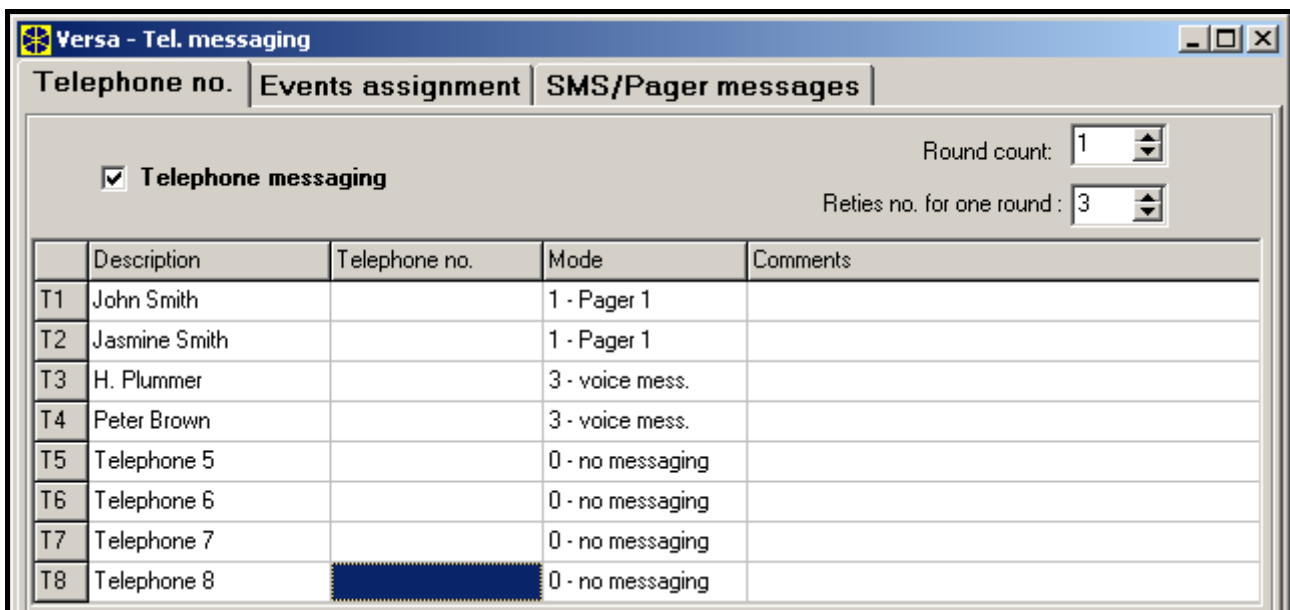 Versa - Tel. messaging
Telephone no. Events assignment SMS/Pager messages
Round count: 1
Telephone messaging
Reties no. for one round : 3
Description Telephone no. Mode Comments
T1 John Smith 1 - Pager 1
T2 Jasmine Smith 1 - Pager 1
T3 H. Plummer 3 - voice mess.
T4 Peter Brown 3 - voice mess.
T5 Telephone 5 0 - no messaging
T6 Telephone 6 0 - no messaging
T7 Telephone 7 0 - no messaging
T8 Telephone 8 0 - no messaging